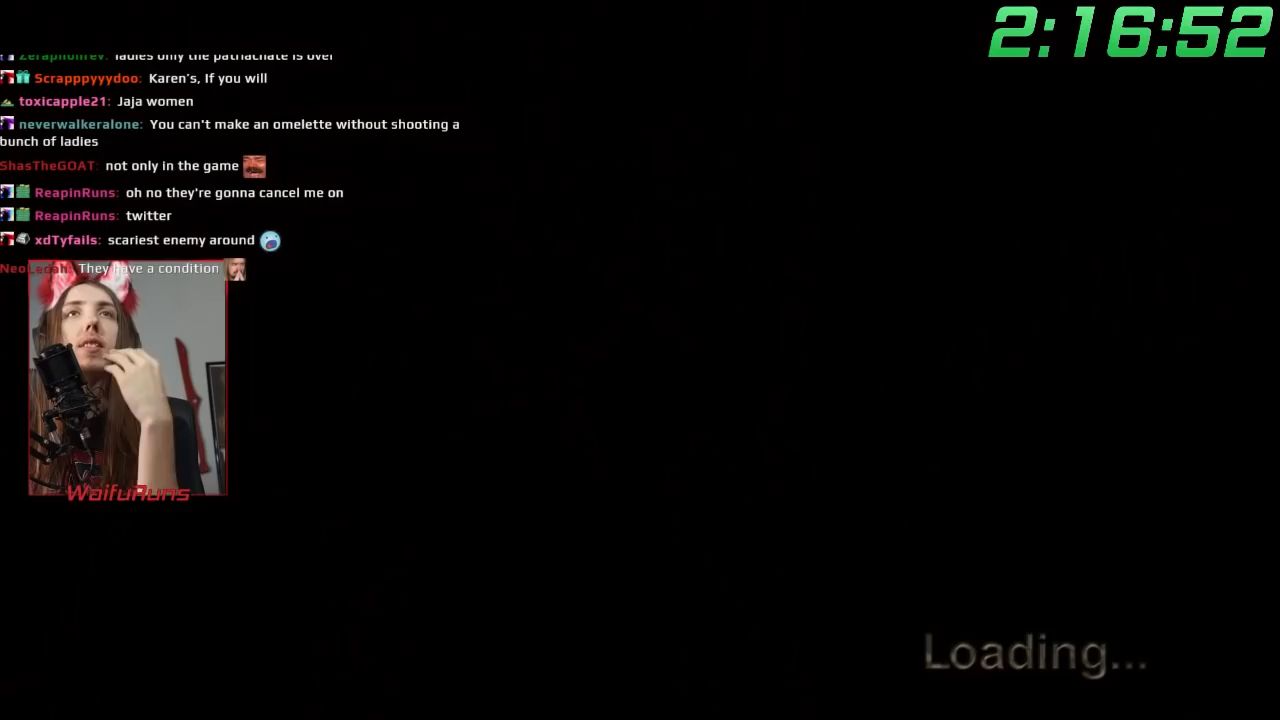 2:16:52
Zeraphonrev: ladies only the patriachate is over
Scrapppyyydoo: Karen's, If you will
toxicapple21: Jaja women
neverwalkeralone: You can't make an omelette without shooting a
bunch of ladies
ShasTheGOAT: not only in the game
ReapinRuns: oh no they're gonna cancel me on
ReapinRuns: twitter
xdTyfails: scariest enemy around
NeoLedah: They have a condition
WaifuRuns
Loading...